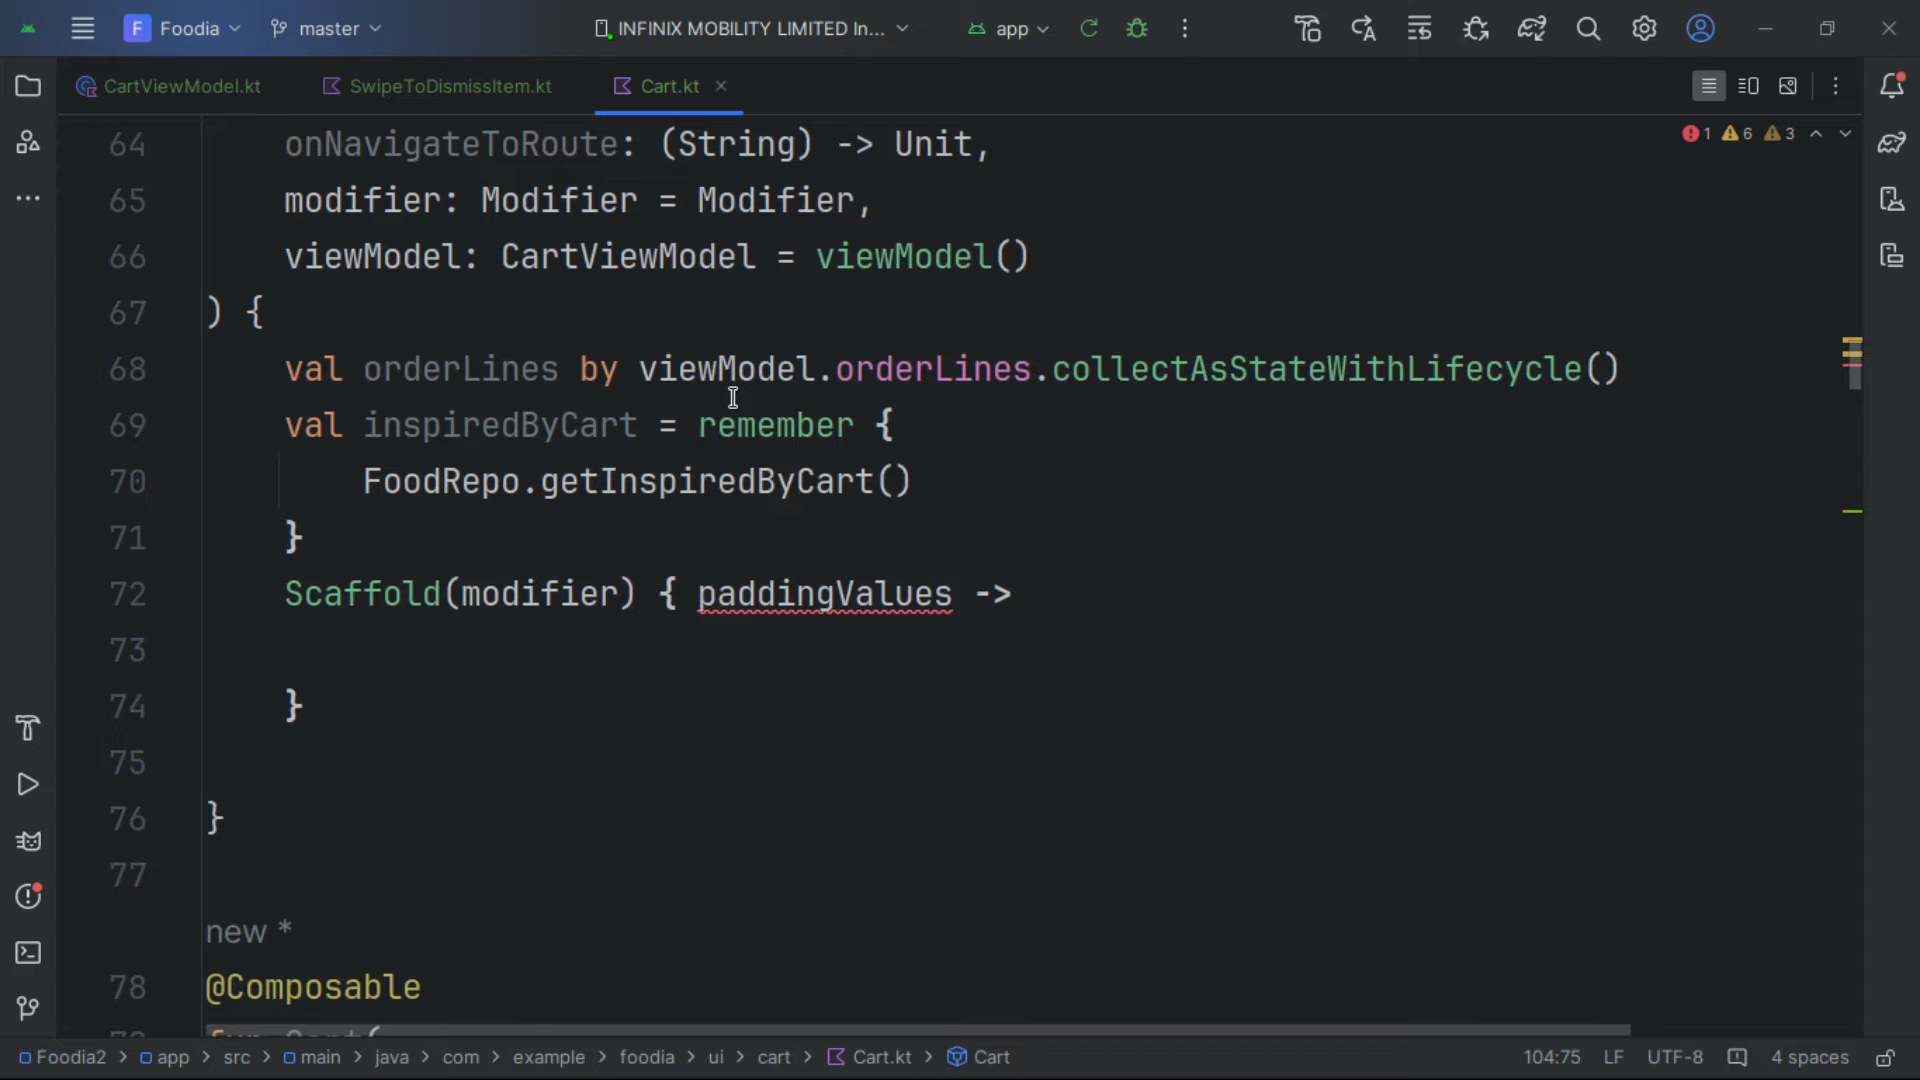 F Foodia master INFINIX MOBILITY LIMITED In... app
CartViewModel.kt SwipeToDismissItem.kt Cart.kt
1 6 3
64 onNavigateToRoute: (String) -> Unit,
65 modifier: Modifier = Modifier,
66 viewModel: CartViewModel = viewModel()
67 ) {
68 val orderLines by viewModel.orderLines.collectAsStateWithLifecycle()
69 val inspiredByCart = remember {
70 FoodRepo.getInspiredByCart()
71 }
72 Scaffold(modifier) { paddingValues ->
73
74 }
75
76 }
77
new *
78 @Composable
Foodia2 > app > src > main > java > com > example > foodia > ui > cart > Cart.kt > Cart 104:75 LF UTF-8 4 spaces